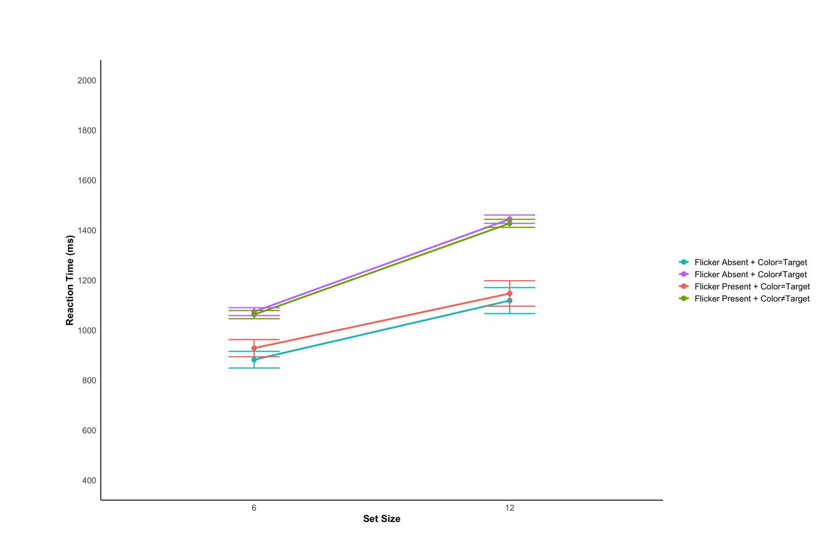 2000
1800
1600
1400
1200
1000
800
600
400
Reaction Time (ms)
6
12
Set Size
Flicker Absent + Color=Target
Flicker Absent + Color≠Target
Flicker Present + Color=Target
Flicker Present + Color≠Target